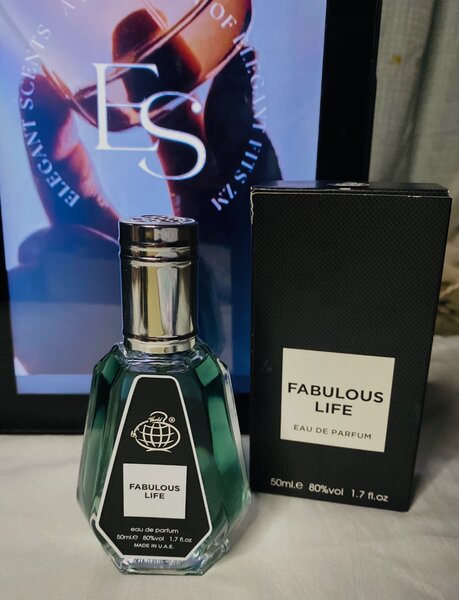 ELEGANT SCENTS
OF ELEGANT FITS ZM
ES
FABULOUS
LIFE
EAU DE PARFUM
50ml.e 80%vol 1.7 fl.oz
FABULOUS
LIFE
eau de parfum
50ml.e 80%vol 1.7 fl.oz
MADE IN U.A.E.